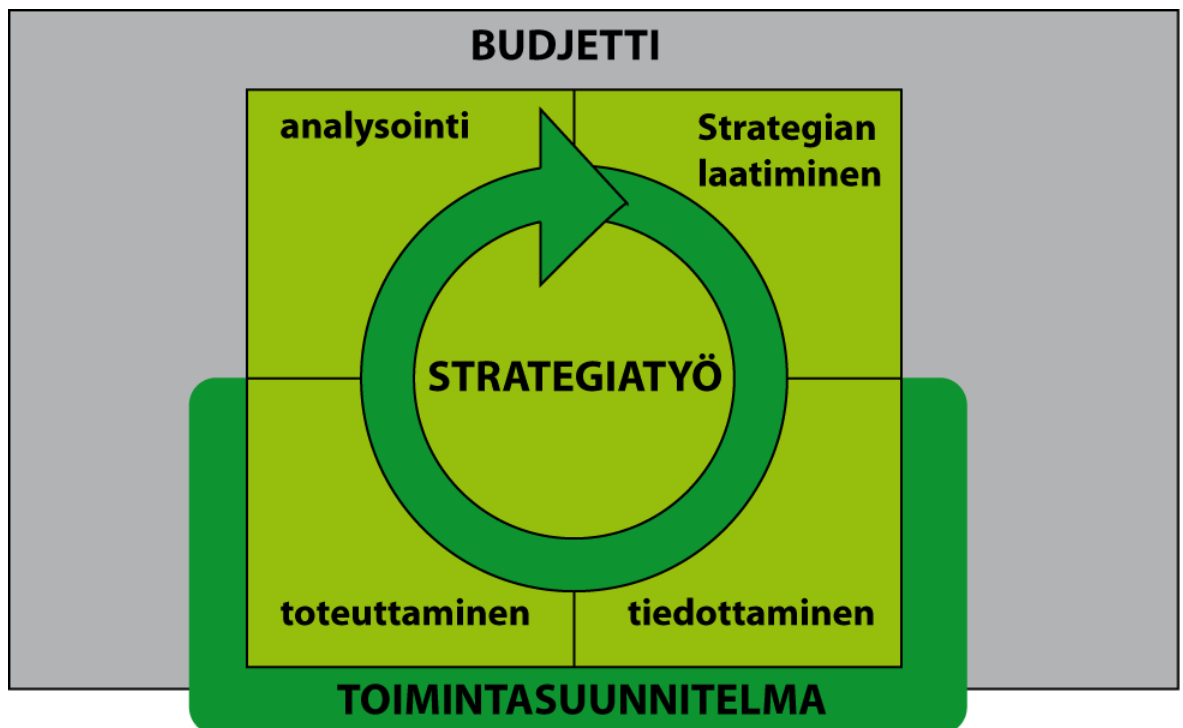 BUDJETTI
analysointi
Strategian
laatiminen
STRATEGIATYÖ
toteuttaminen
tiedottaminen
TOIMINTASUUNNITELMA